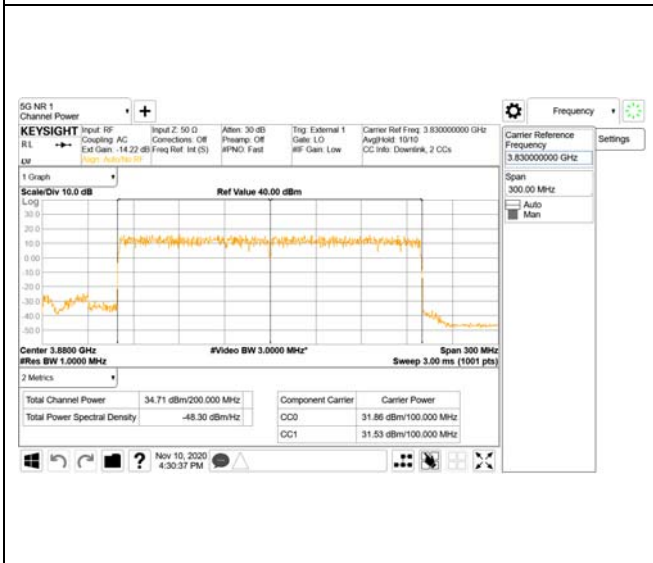 5G NR 1
Channel Power
+
Frequency
KEYSIGHT
RL
Input: RF
Coupling: AC
Ext Gain: -14.22 dB
Align: Auto/No RF
Input Z: 50 Ω
Corrections: Off
Freq Ref: Int (S)
Atten: 30 dB
Preamp: Off
#PNO: Fast
Trig: External 1
Gate: LO
#IF Gain: Low
Carrier Ref Freq: 3.830000000 GHz
Avg|Hold: 10/10
CC Info: Downlink, 2 CCs
Carrier Reference
Frequency
3.830000000 GHz
Settings
Span
300.00 MHz
Auto
Man
1 Graph
Scale/Div 10.0 dB
Ref Value 40.00 dBm
Log
30.0
20.0
10.0
0.00
-10.0
-20.0
-30.0
-40.0
-50.0
Center 3.8800 GHz
#Video BW 3.0000 MHz*
Span 300 MHz
#Res BW 1.0000 MHz
Sweep 3.00 ms (1001 pts)
2 Metrics
Total Channel Power 34.71 dBm/200.000 MHz
Total Power Spectral Density -48.30 dBm/Hz
Component Carrier Carrier Power
CC0 31.86 dBm/100.000 MHz
CC1 31.53 dBm/100.000 MHz
?
Nov 10, 2020
4:30:37 PM